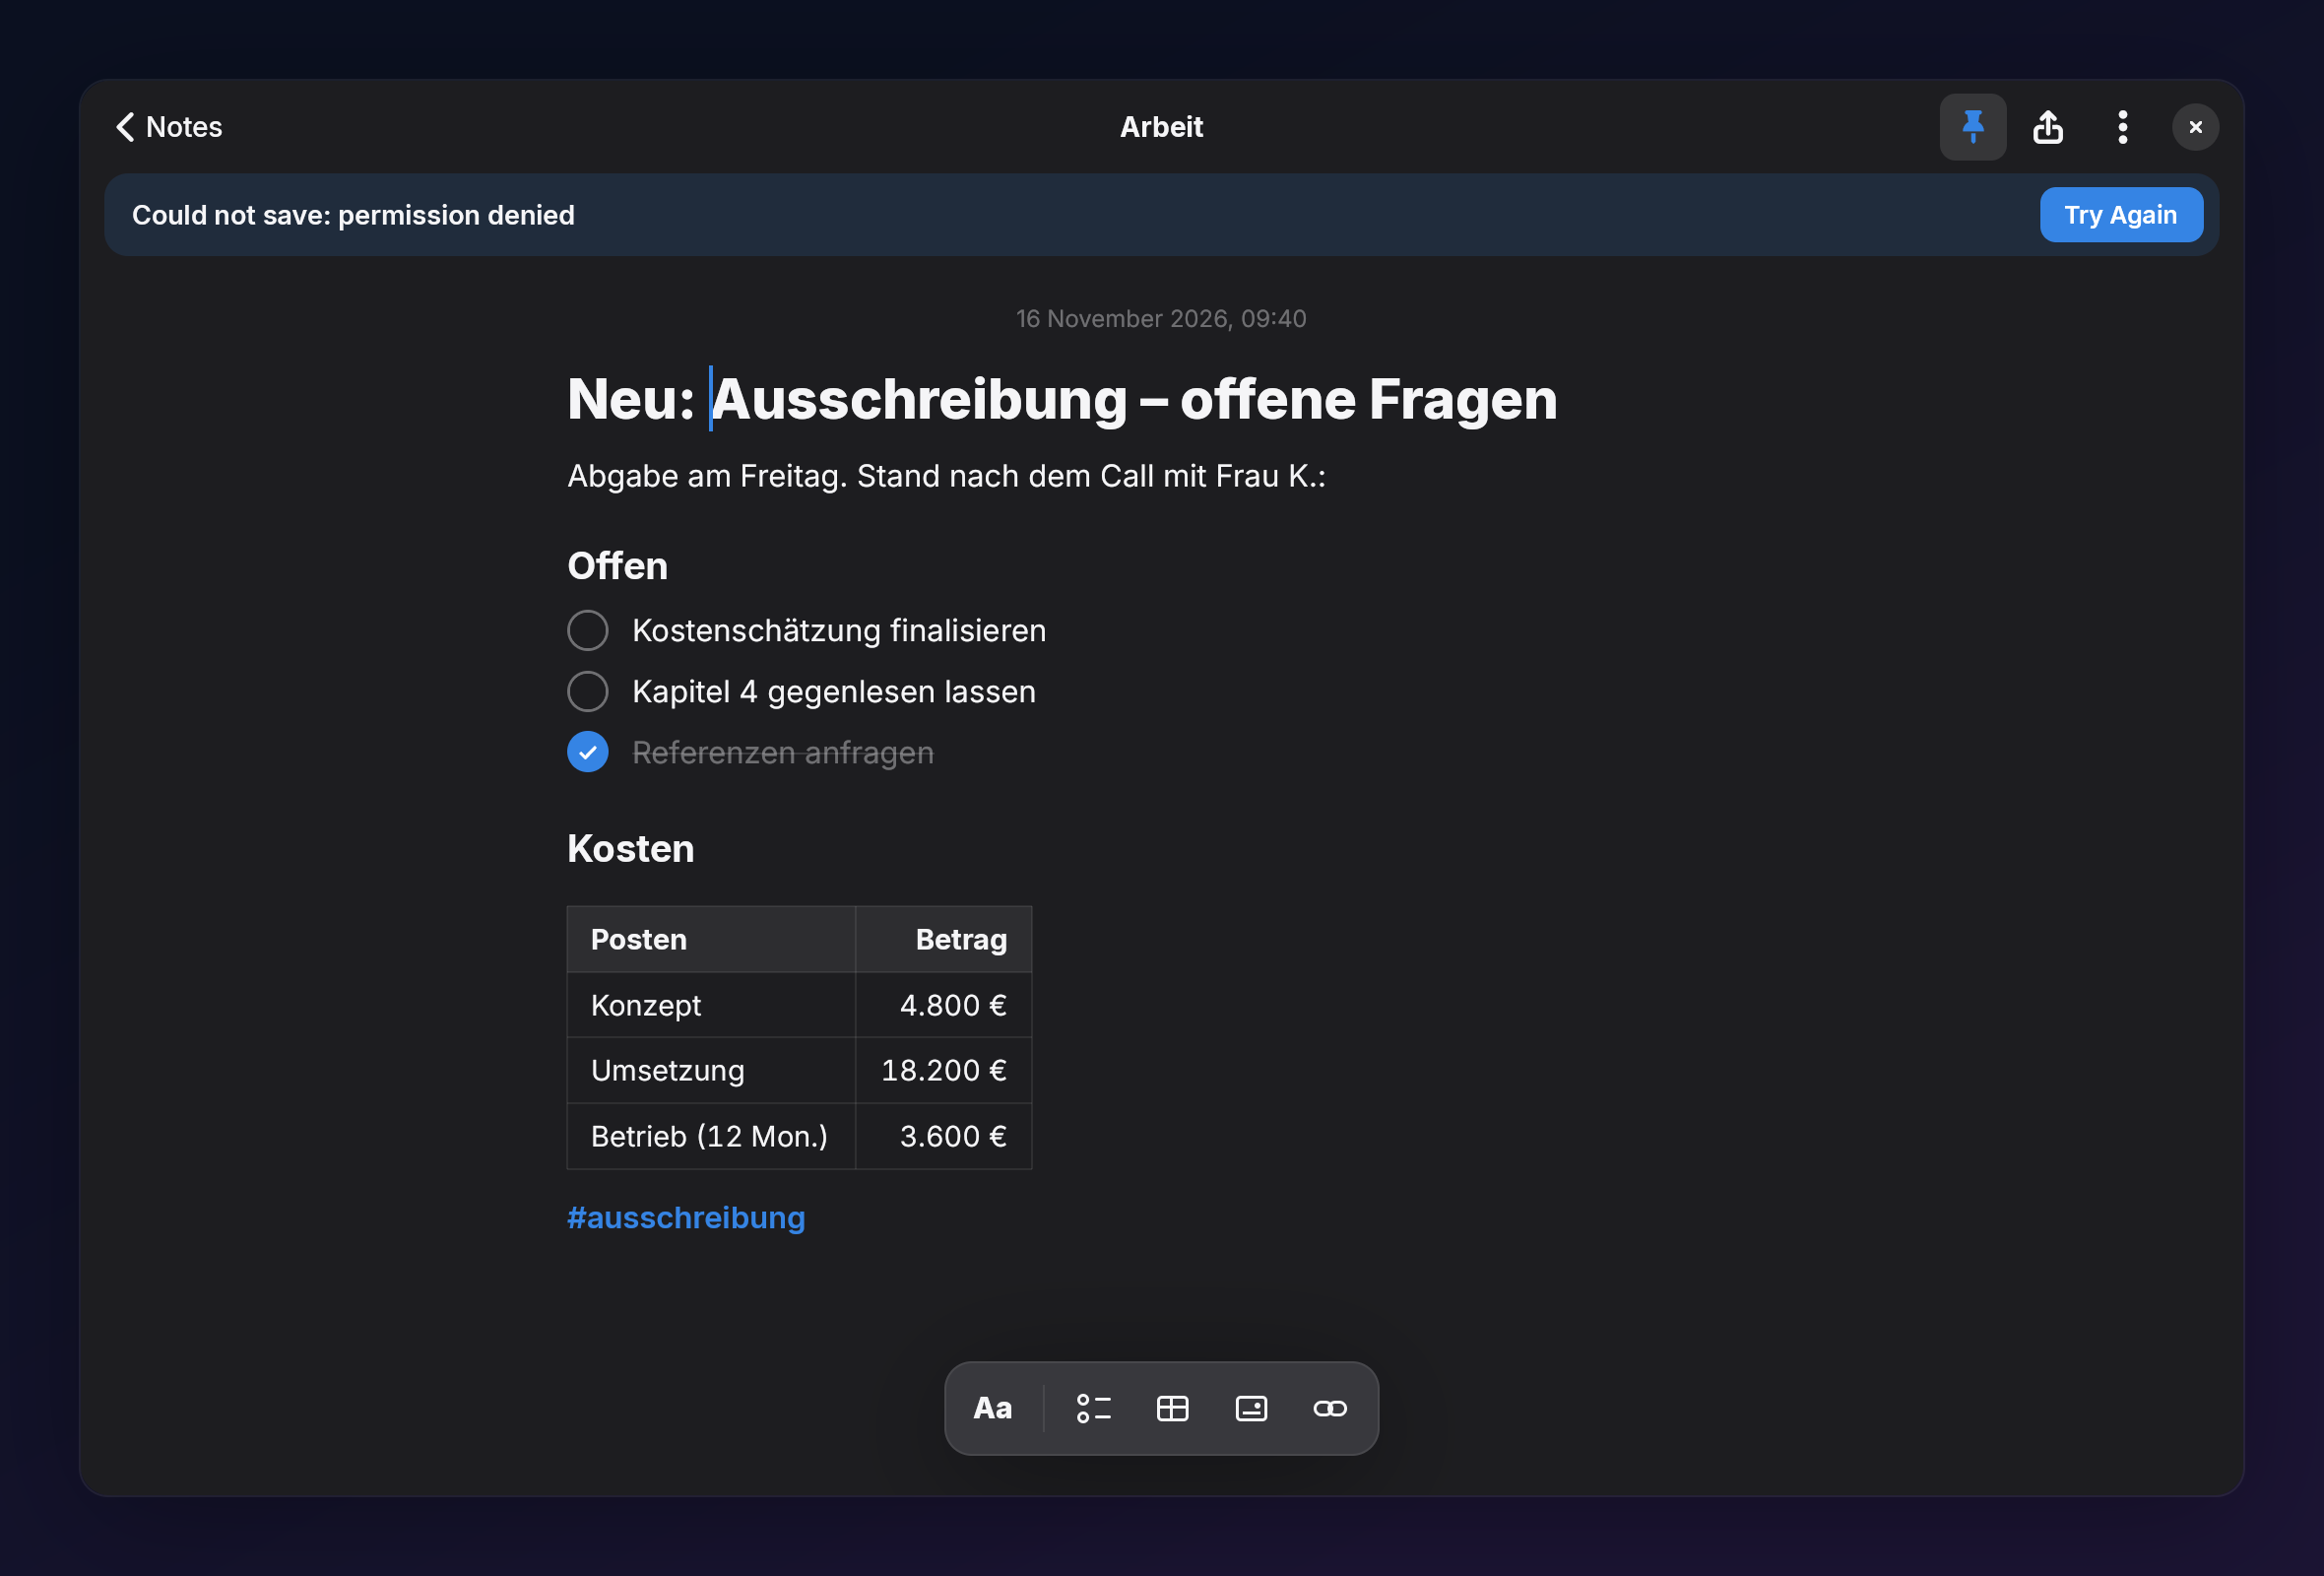 Notes
Arbeit
Could not save: permission denied
Try Again
16 November 2026, 09:40
Neu: Ausschreibung – offene Fragen
Abgabe am Freitag. Stand nach dem Call mit Frau K.:
Offen
Kostenschätzung finalisieren
Kapitel 4 gegenlesen lassen
Referenzen anfragen
Kosten
Posten Betrag
Konzept 4.800 €
Umsetzung 18.200 €
Betrieb (12 Mon.) 3.600 €
#ausschreibung
Aa